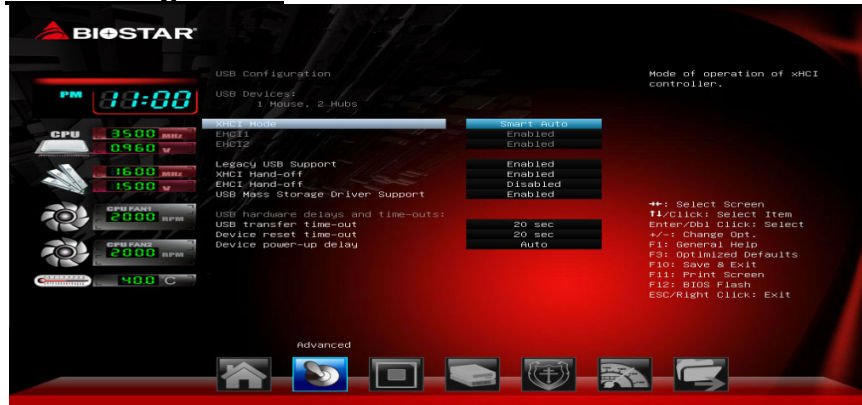 BIOSTAR
PM 11:00
CPU 3500 MHz
0.960 V
1600 MHz
1.500 V
CPU FAN1
2000 RPM
CPU FAN2
2000 RPM
40.0 C
USB Configuration
USB Devices:
1 Mouse, 2 Hubs
XHCI Mode Smart Auto
EHCI1 Enabled
EHCI2 Enabled
Legacy USB Support Enabled
XHCI Hand-off Enabled
EHCI Hand-off Disabled
USB Mass Storage Driver Support Enabled
USB hardware delays and time-outs:
USB transfer time-out 20 sec
Device reset time-out 20 sec
Device power-up delay Auto
Mode of operation of xHCI
controller.
→←: Select Screen
↑↓/Click: Select Item
Enter/Dbl Click: Select
+/-: Change Opt.
F1: General Help
F3: Optimized Defaults
F10: Save & Exit
F11: Print Screen
F12: BIOS Flash
ESC/Right Click: Exit
Advanced